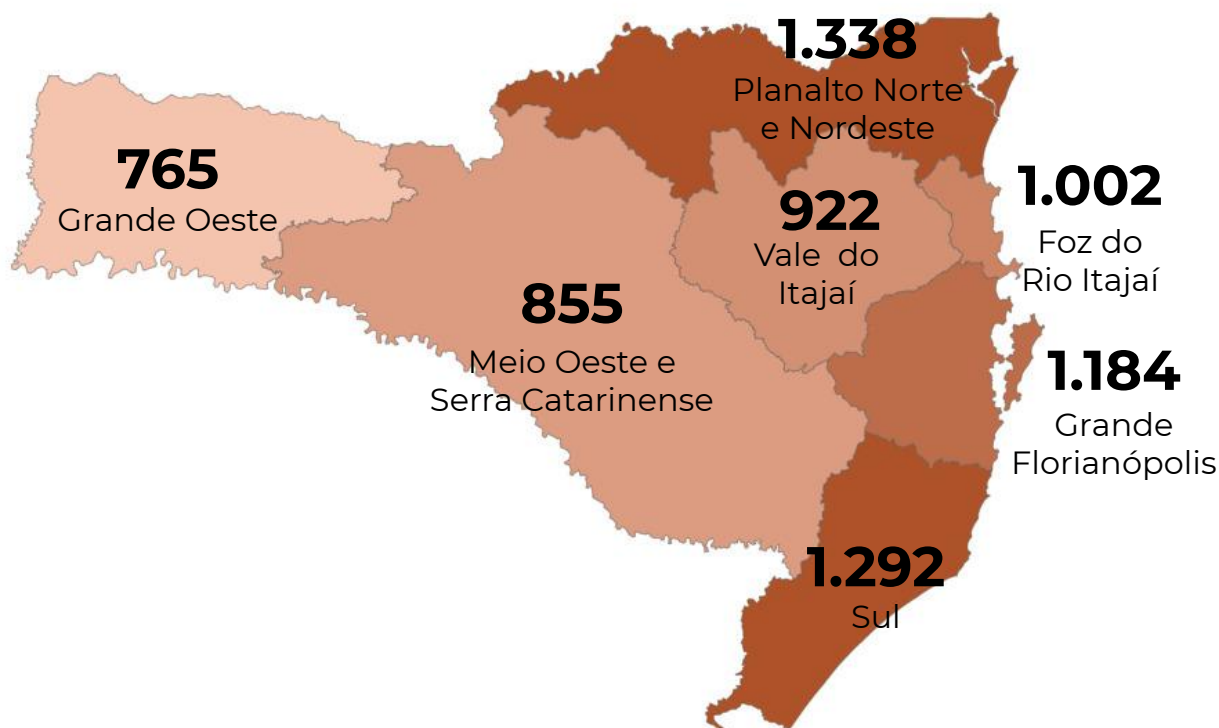 1.338
Planalto Norte
e Nordeste
765
Grande Oeste
922
Vale do
Itajaí
1.002
Foz do
Rio Itajaí
855
Meio Oeste e
Serra Catarinense
1.184
Grande
Florianópolis
1.292
Sul